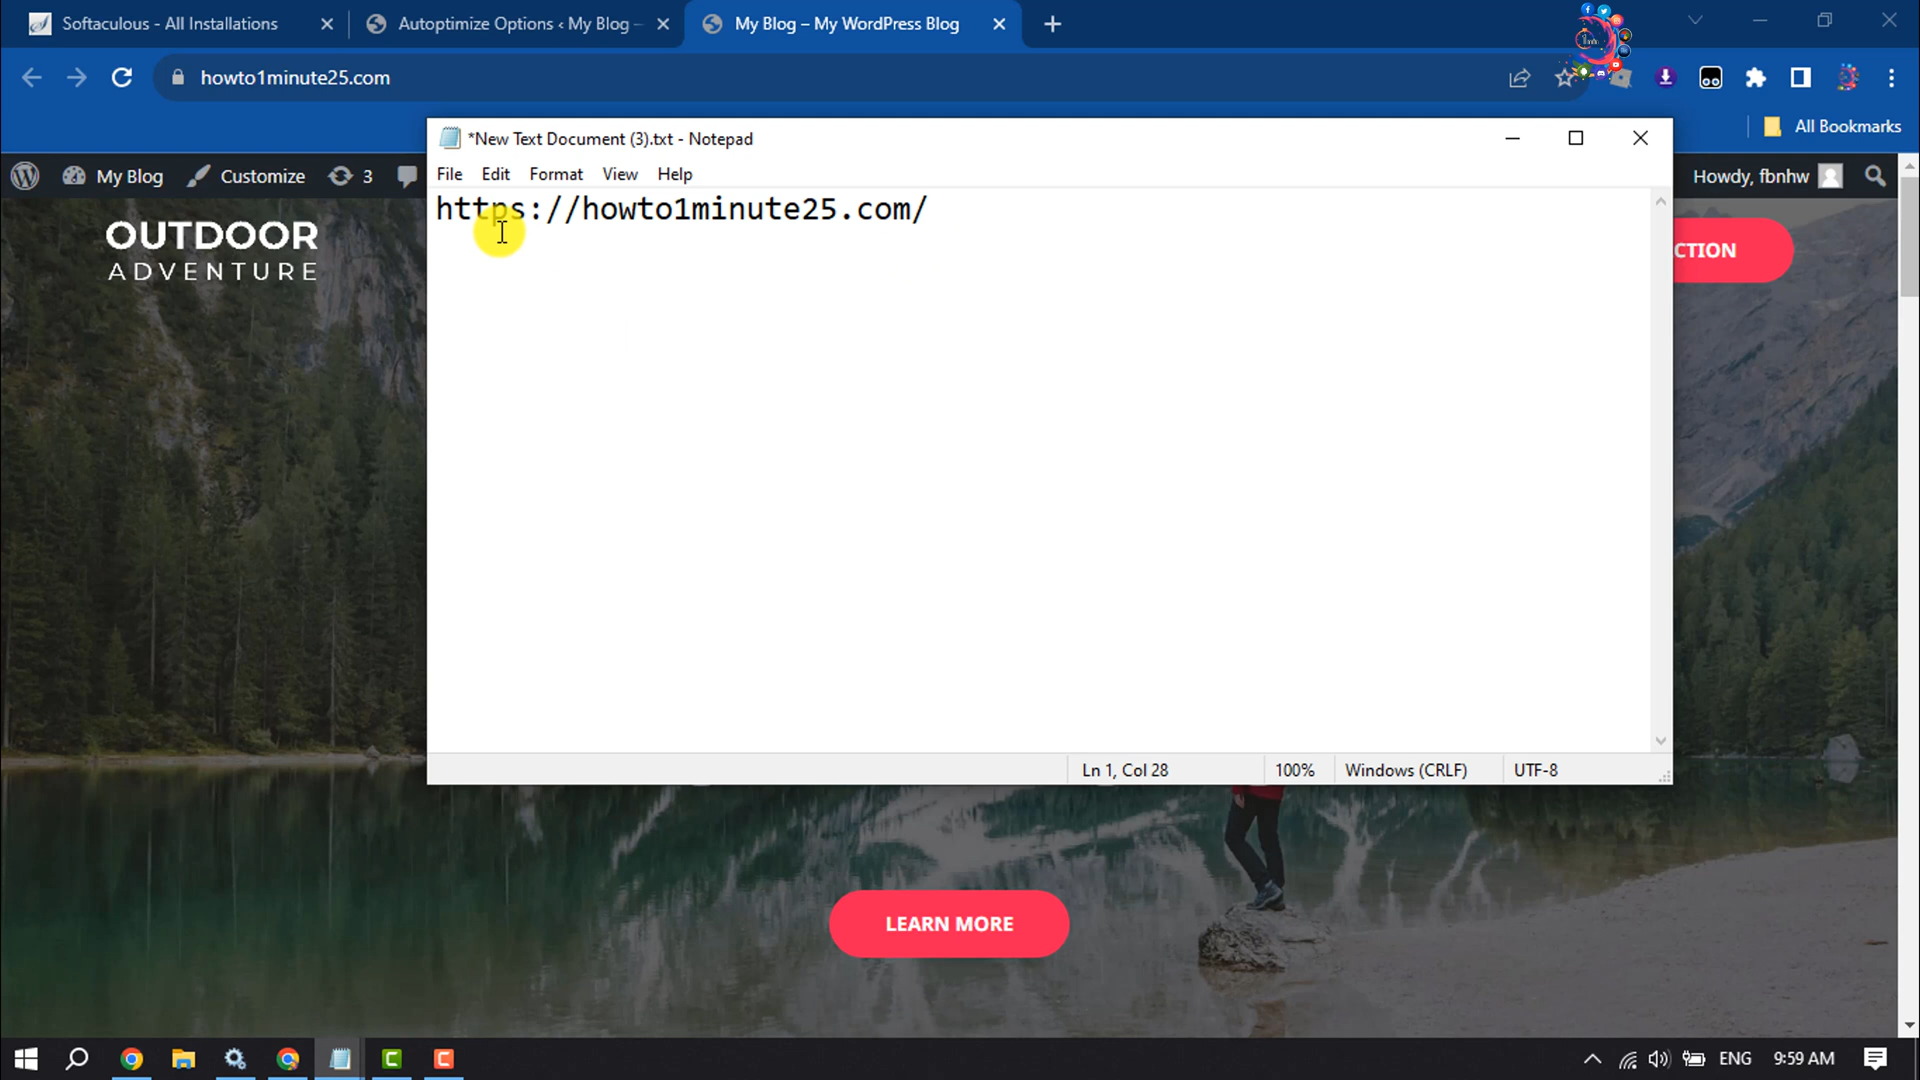 Softaculous - All Installations
Autoptimize Options ‹ My Blog —
My Blog – My WordPress Blog
howto1minute25.com
All Bookmarks
*New Text Document (3).txt - Notepad
File Edit Format View Help
My Blog Customize 3
Howdy, fbnhw
https://howto1minute25.com/
OUTDOOR
ADVENTURE
CTION
Ln 1, Col 28 100% Windows (CRLF) UTF-8
LEARN MORE
ENG 9:59 AM